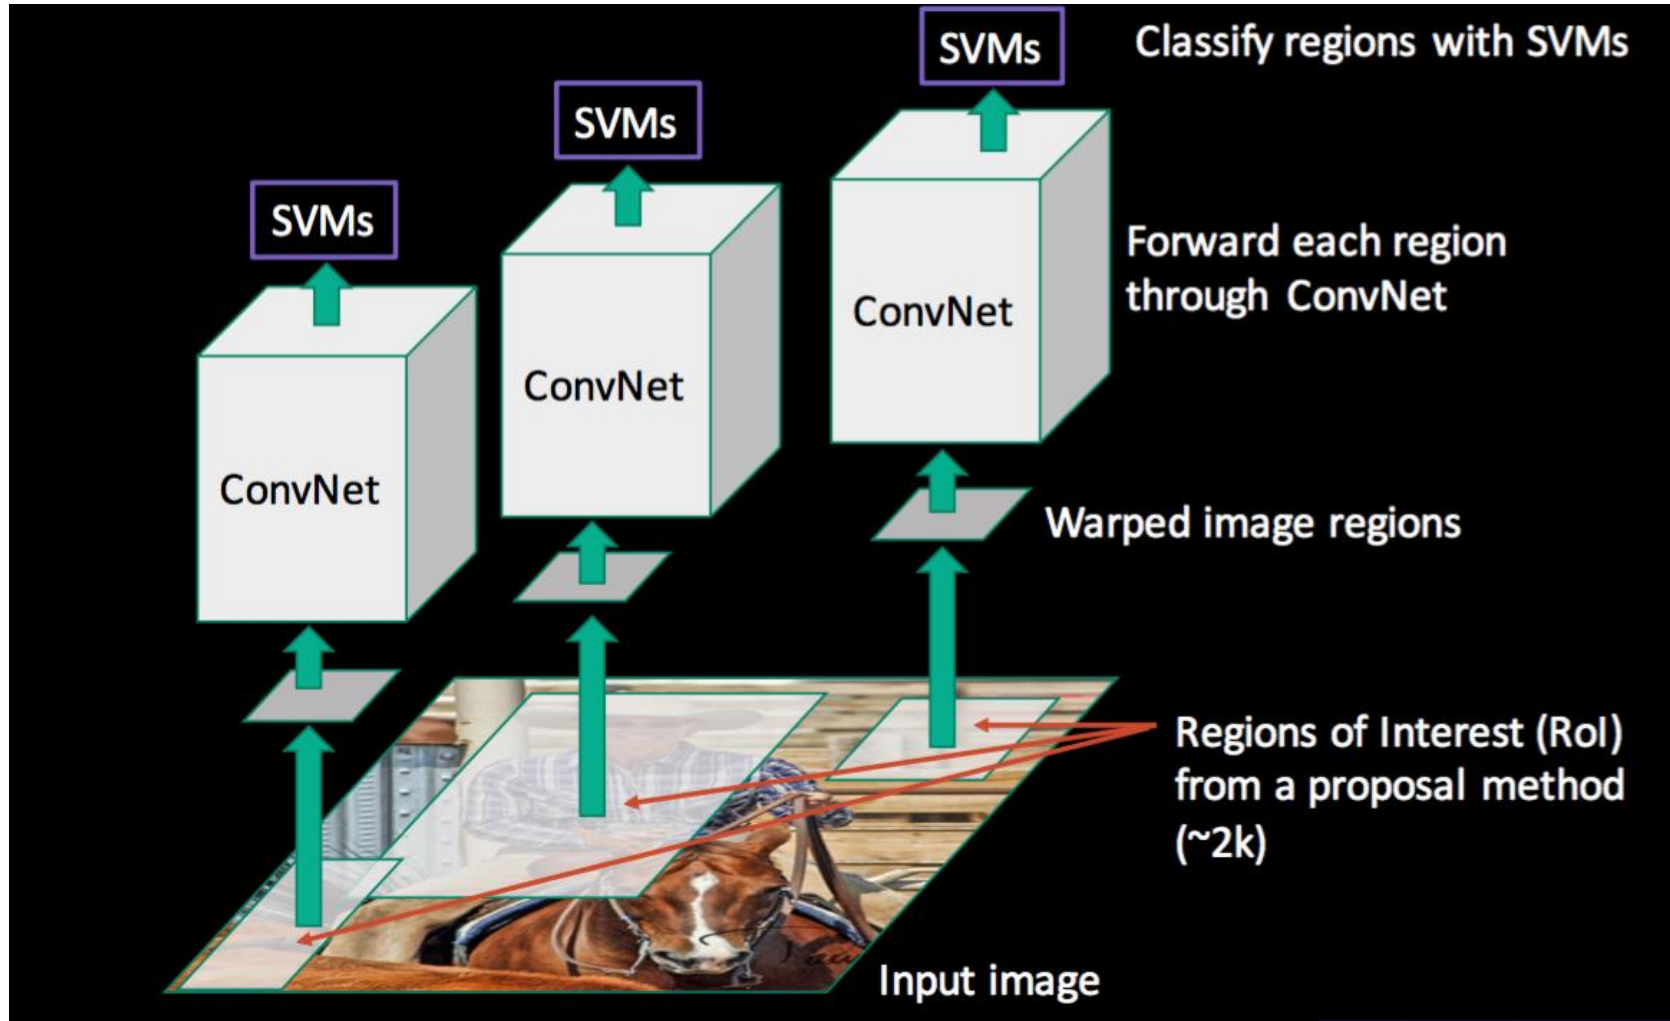 SVMs
Classify regions with SVMs
SVMs
SVMs
Forward each region
through ConvNet
ConvNet
ConvNet
ConvNet
Warped image regions
Regions of Interest (RoI)
from a proposal method
(~2k)
Input image